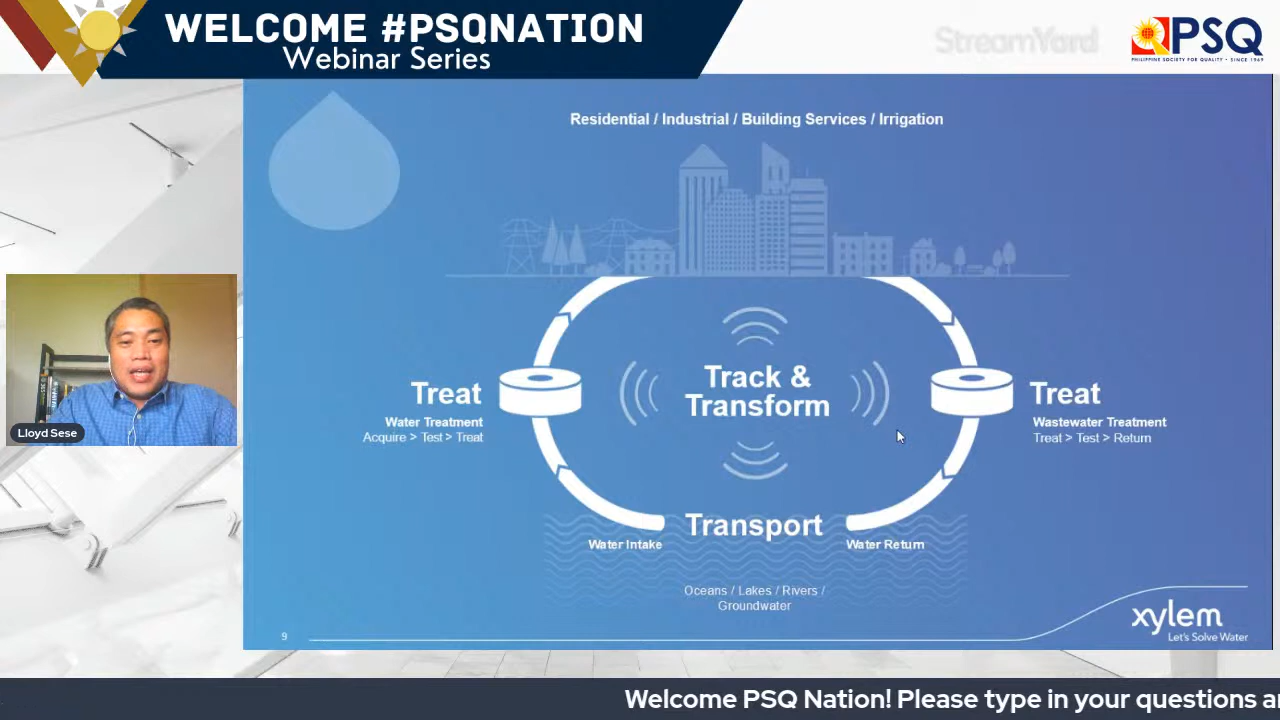 WELCOME #PSQNATION
Webinar Series
StreamYard
PSQ
PHILIPPINE SOCIETY FOR QUALITY • SINCE 1969
Residential / Industrial / Building Services / Irrigation
Track &
Transform
Treat
Water Treatment
Acquire > Test > Treat
Treat
Wastewater Treatment
Treat > Test > Return
Transport
Water Intake
Water Return
Oceans / Lakes / Rivers /
Groundwater
9
xylem
Let's Solve Water
Lloyd Sese
Welcome PSQ Nation! Please type in your questions